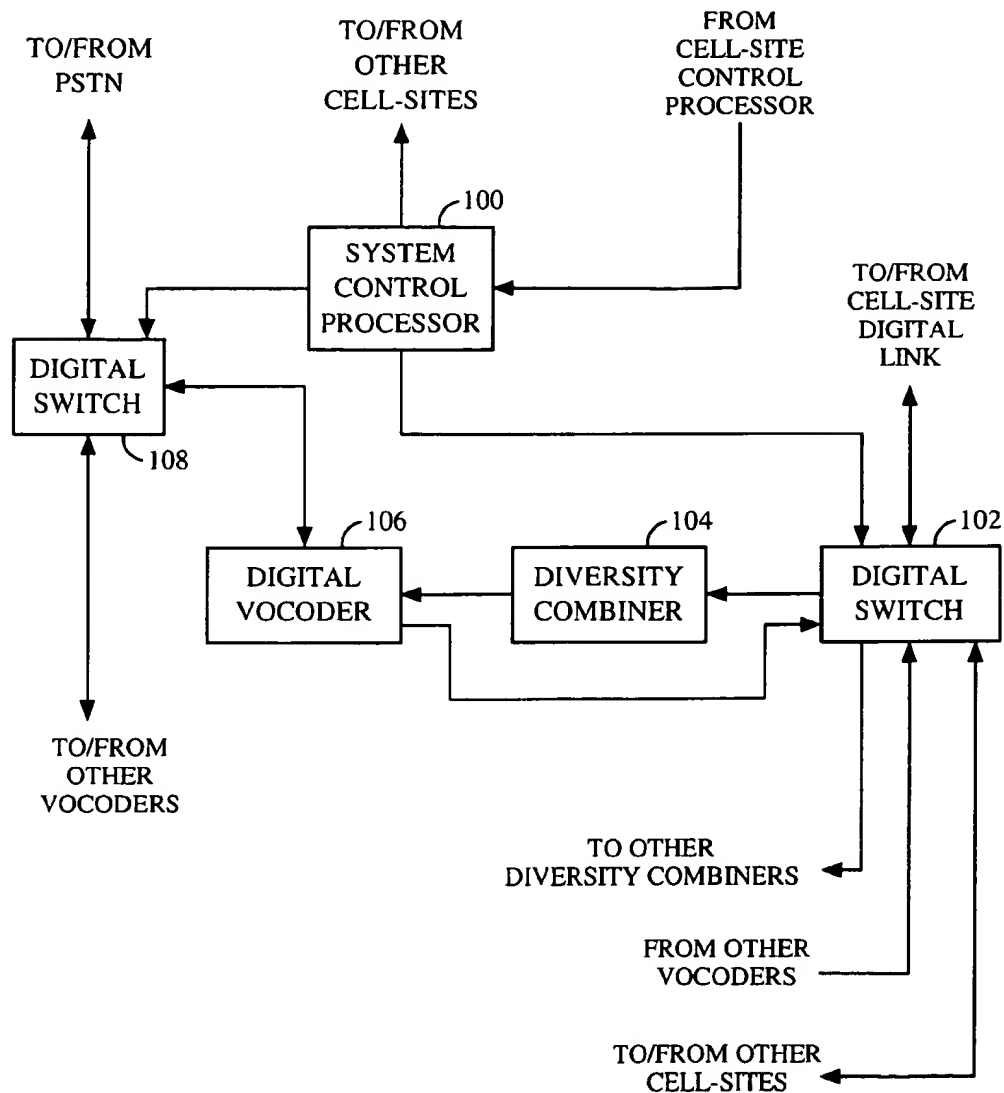 TO/FROM
PSTN
TO/FROM
OTHER
CELL-SITES
FROM
CELL-SITE
CONTROL
PROCESSOR
100
SYSTEM
CONTROL
PROCESSOR
TO/FROM
CELL-SITE
DIGITAL
LINK
DIGITAL
SWITCH
108
106
DIGITAL
VOCODER
104
DIVERSITY
COMBINER
102
DIGITAL
SWITCH
TO/FROM
OTHER
VOCODERS
TO OTHER
DIVERSITY COMBINERS
FROM OTHER
VOCODERS
TO/FROM OTHER
CELL-SITES